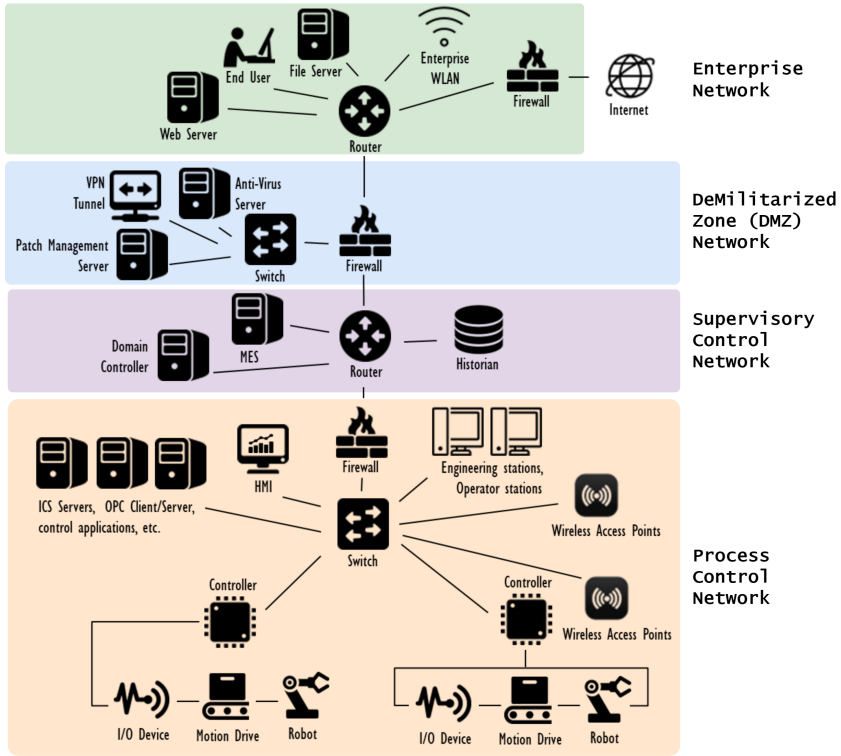 Enterprise
WLAN
End User
File Server
Firewall
Internet
Web Server
Router
Enterprise
Network
VPN
Tunnel
Anti-Virus
Server
Patch Management
Server
Switch
Firewall
DeMilitarized
Zone (DMZ)
Network
Domain
Controller
MES
Router
Historian
Supervisory
Control
Network
HMI
Firewall
Engineering stations,
Operator stations
ICS Servers, OPC Client/Server,
control applications, etc.
Switch
Wireless Access Points
Controller
Controller
Wireless Access Points
I/O Device
Motion Drive
Robot
I/O Device
Motion Drive
Robot
Process
Control
Network